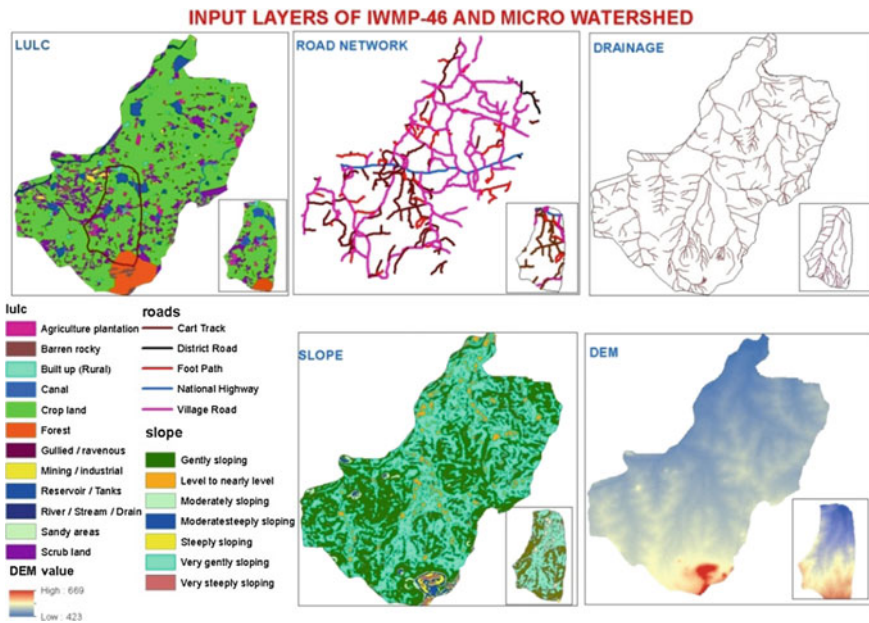 INPUT LAYERS OF IWMP-46 AND MICRO WATERSHED
LULC
ROAD NETWORK
DRAINAGE
lulc
Agriculture plantation
Barren rocky
Built up (Rural)
Canal
Crop land
Forest
Gullied / ravenous
Mining / industrial
Reservoir / Tanks
River / Stream / Drain
Sandy areas
Scrub land
DEM value
High : 669
Low : 423
roads
Cart Track
District Road
Foot Path
National Highway
Village Road
slope
Gently sloping
Level to nearly level
Moderately sloping
Moderatesteeply sloping
Steeply sloping
Very gently sloping
Very steeply sloping
SLOPE
DEM